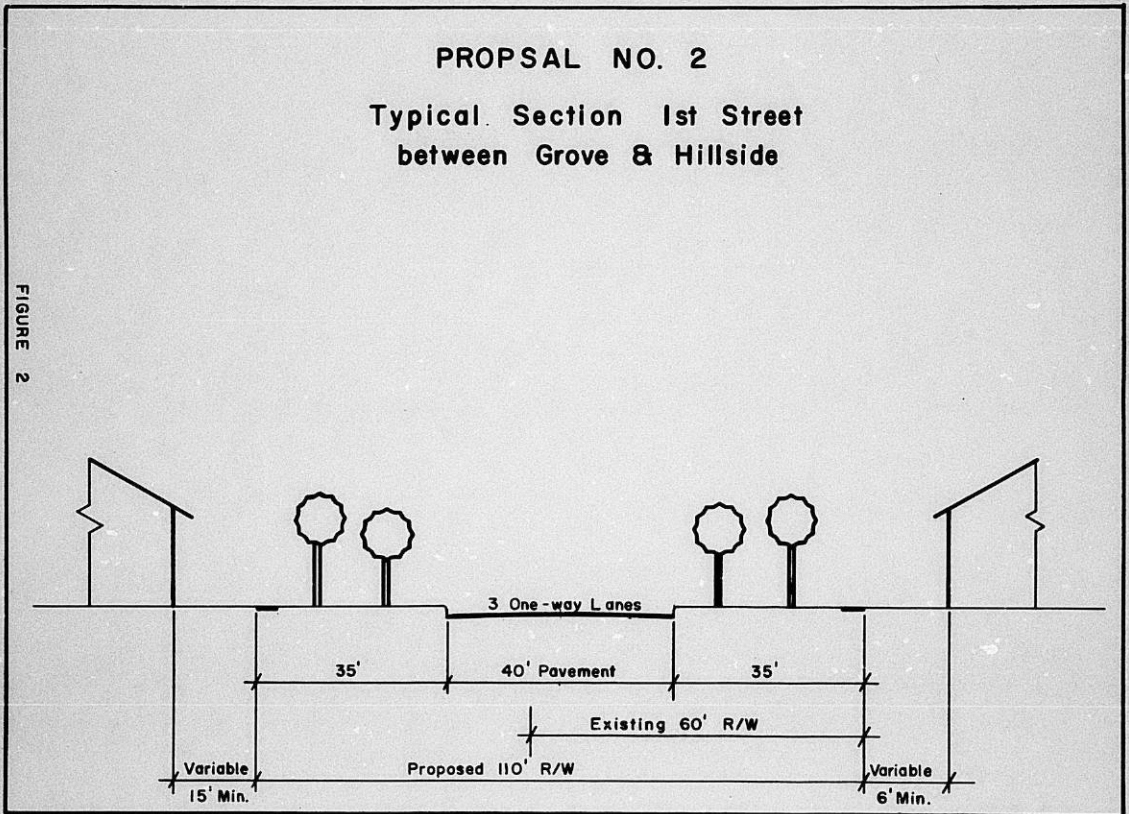 PROPSAL NO. 2
Typical Section 1st Street
between Grove & Hillside
FIGURE 2
3 One-way Lanes
35'
40' Pavement
35'
Existing 60' R/W
Variable
15' Min.
Proposed 110' R/W
Variable
6' Min.